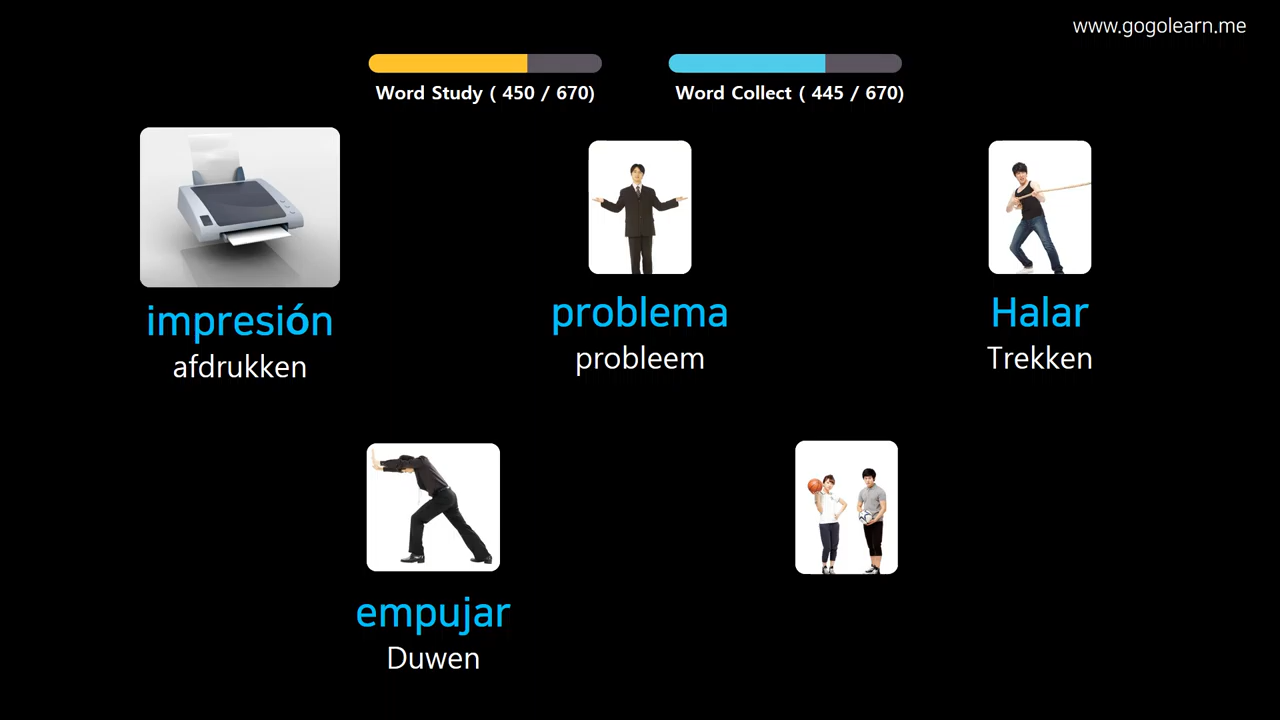 www.gogolearn.me
Word Study ( 450 / 670)
Word Collect ( 445 / 670)
impresión
afdrukken
problema
probleem
Halar
Trekken
empujar
Duwen